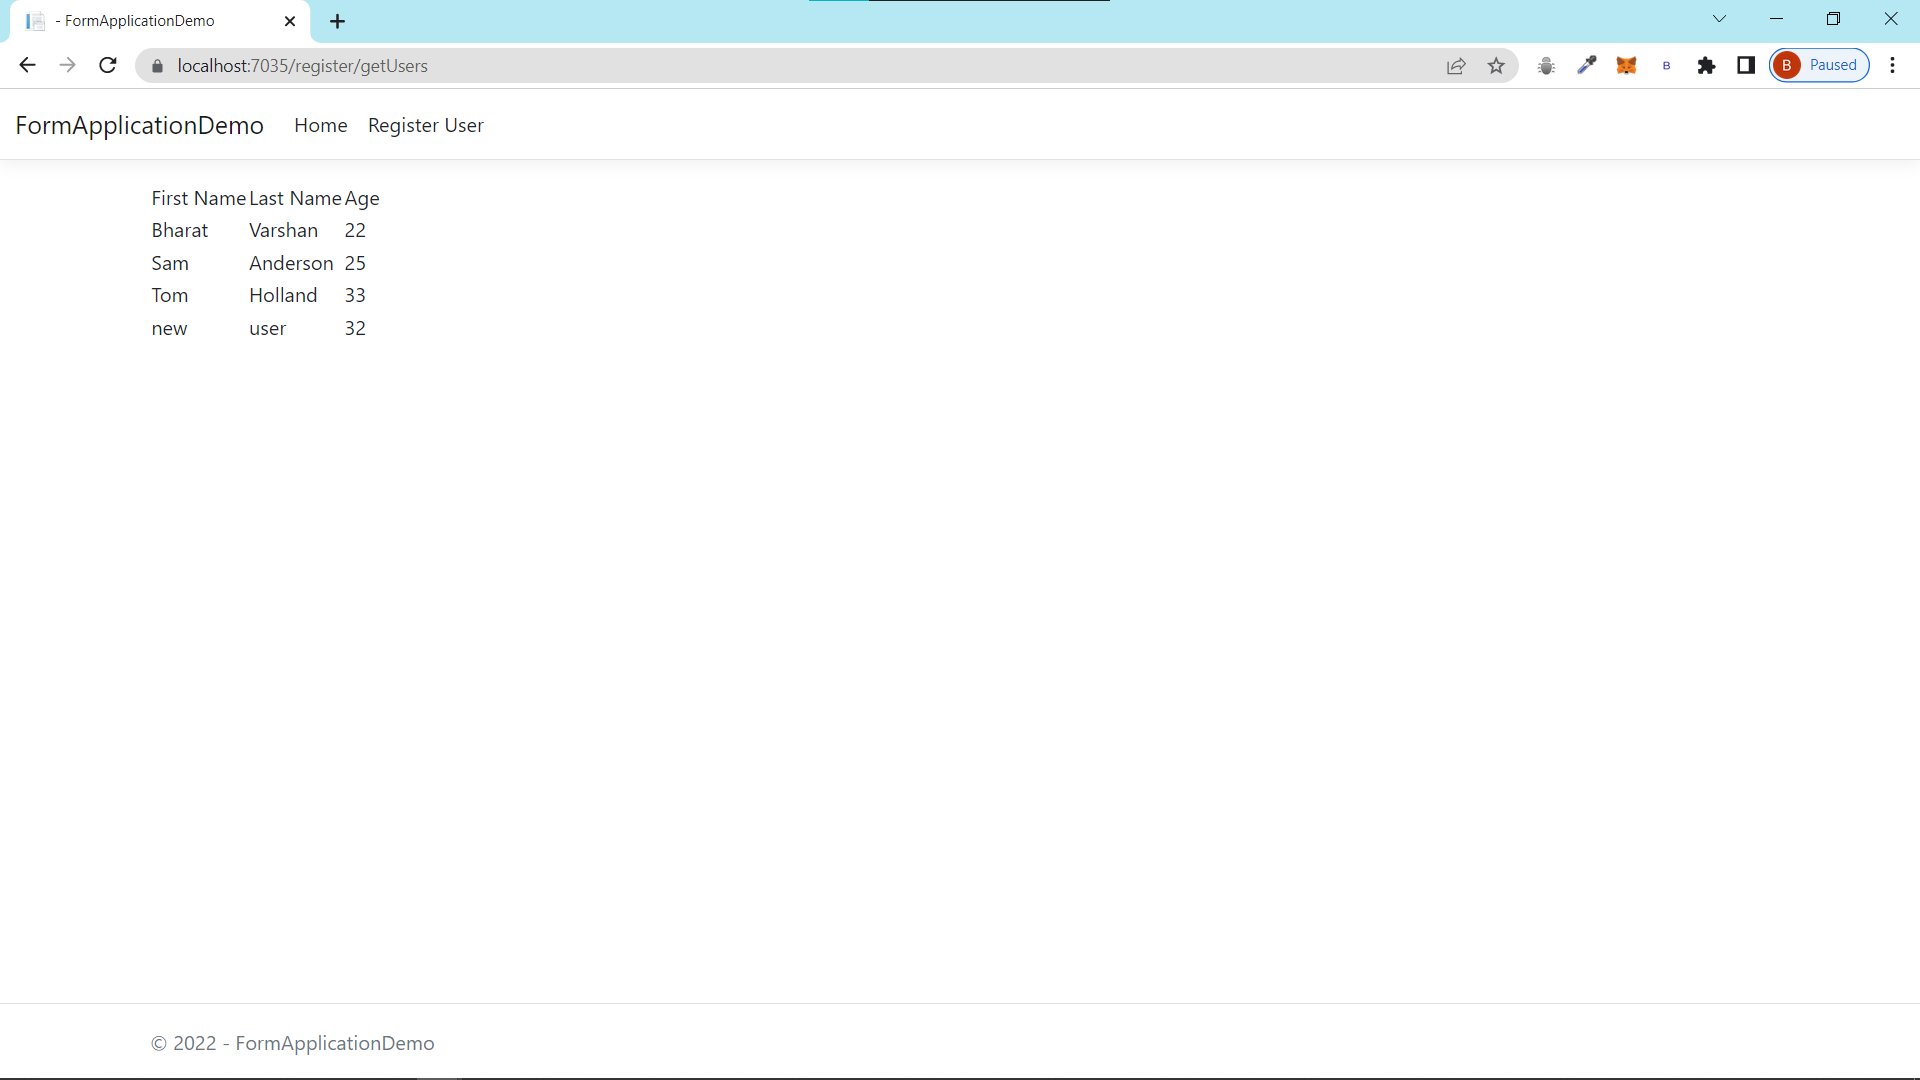 - FormApplicationDemo
localhost:7035/register/getUsers
B
B Paused
FormApplicationDemo Home Register User
First Name Last Name Age
Bharat Varshan 22
Sam Anderson 25
Tom Holland 33
new user 32
© 2022 - FormApplicationDemo